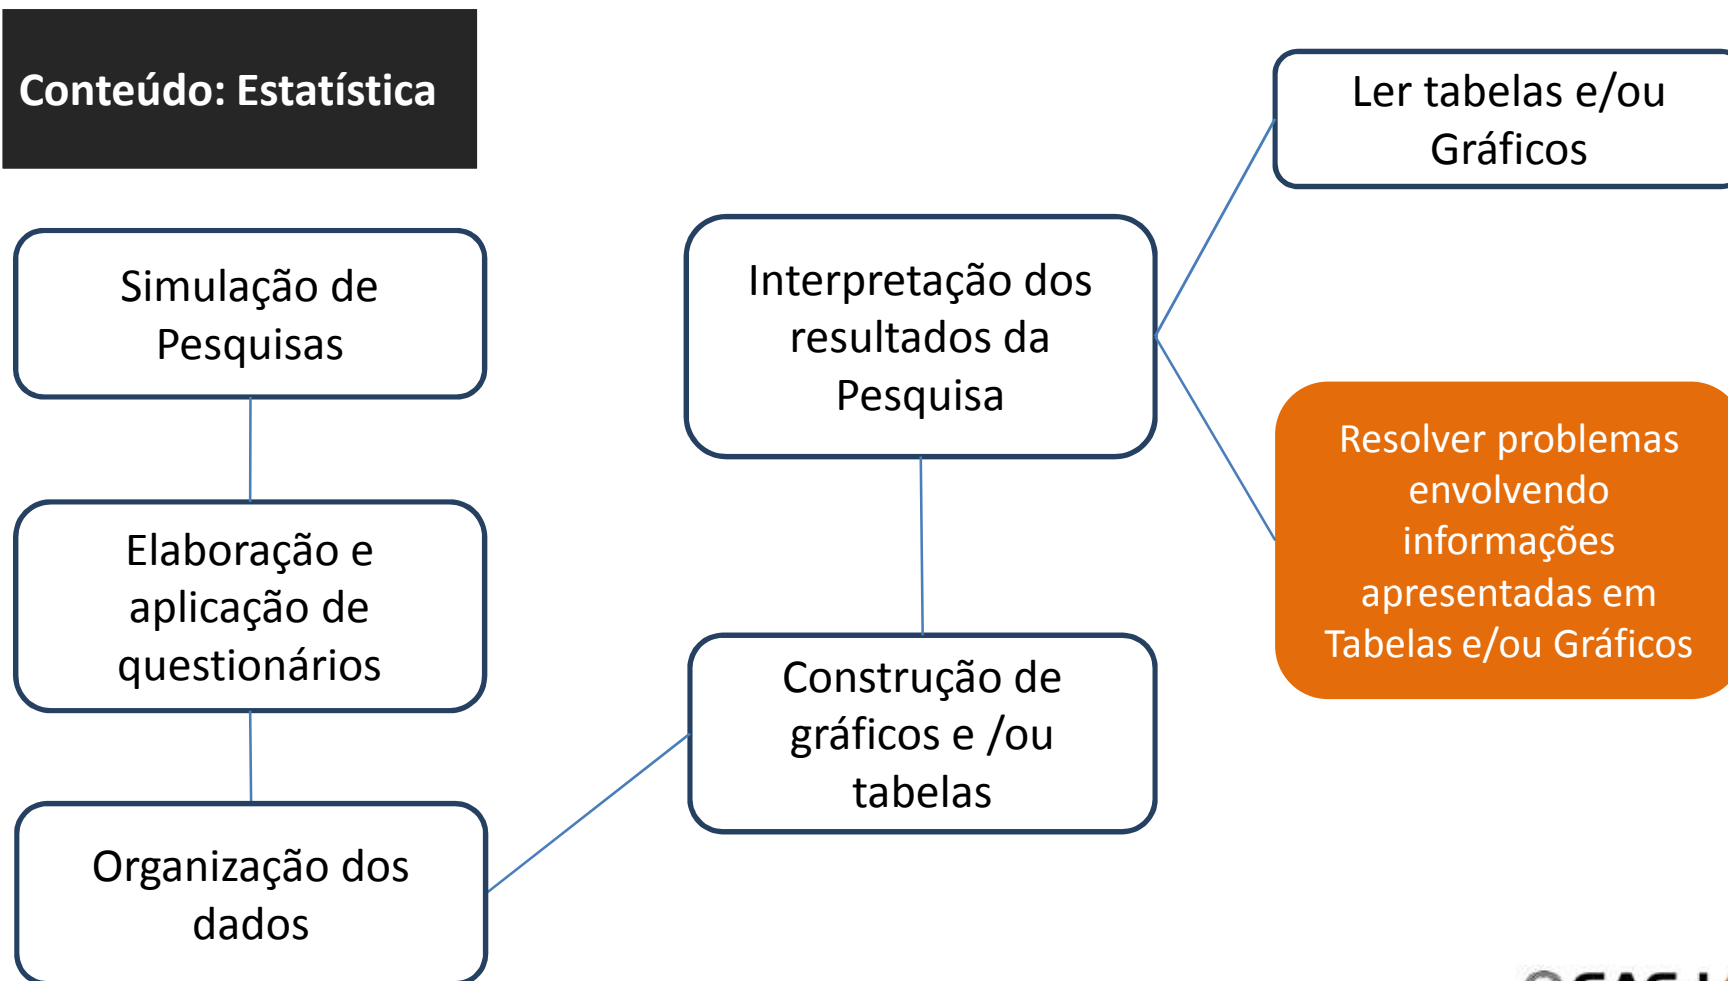 Conteúdo: Estatística
Simulação de
Pesquisas
Elaboração e
aplicação de
questionários
Organização dos
dados
Interpretação dos
resultados da
Pesquisa
Construção de
gráficos e /ou
tabelas
Ler tabelas e/ou
Gráficos
Resolver problemas
envolvendo
informações
apresentadas em
Tabelas e/ou Gráficos